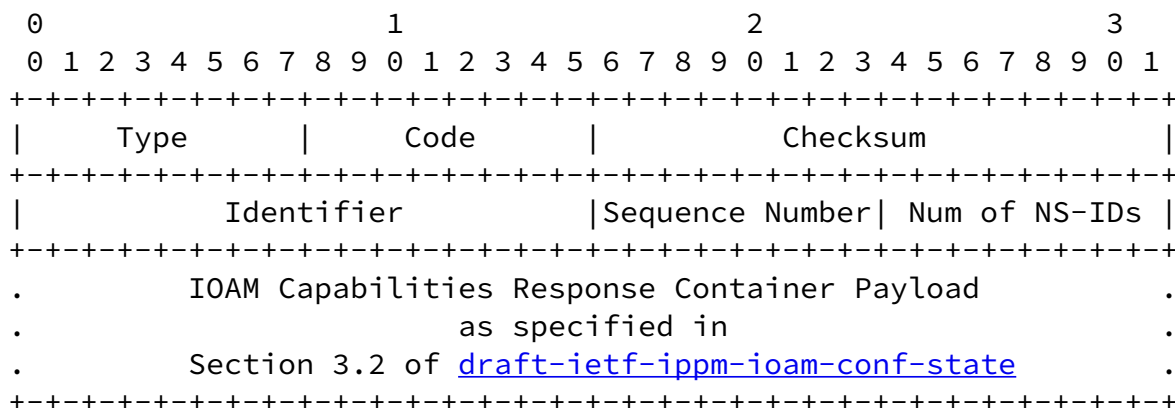 0                   1                   2                   3
 0 1 2 3 4 5 6 7 8 9 0 1 2 3 4 5 6 7 8 9 0 1 2 3 4 5 6 7 8 9 0 1
+-+-+-+-+-+-+-+-+-+-+-+-+-+-+-+-+-+-+-+-+-+-+-+-+-+-+-+-+-+-+-+-+
|     Type      |     Code      |          Checksum             |
+-+-+-+-+-+-+-+-+-+-+-+-+-+-+-+-+-+-+-+-+-+-+-+-+-+-+-+-+-+-+-+-+
|           Identifier          |Sequence Number| Num of NS-IDs |
+-+-+-+-+-+-+-+-+-+-+-+-+-+-+-+-+-+-+-+-+-+-+-+-+-+-+-+-+-+-+-+-+
.         IOAM Capabilities Response Container Payload          .
.                        as specified in                        .
.         Section 3.2 of draft-ietf-ippm-ioam-conf-state        .
+-+-+-+-+-+-+-+-+-+-+-+-+-+-+-+-+-+-+-+-+-+-+-+-+-+-+-+-+-+-+-+-+